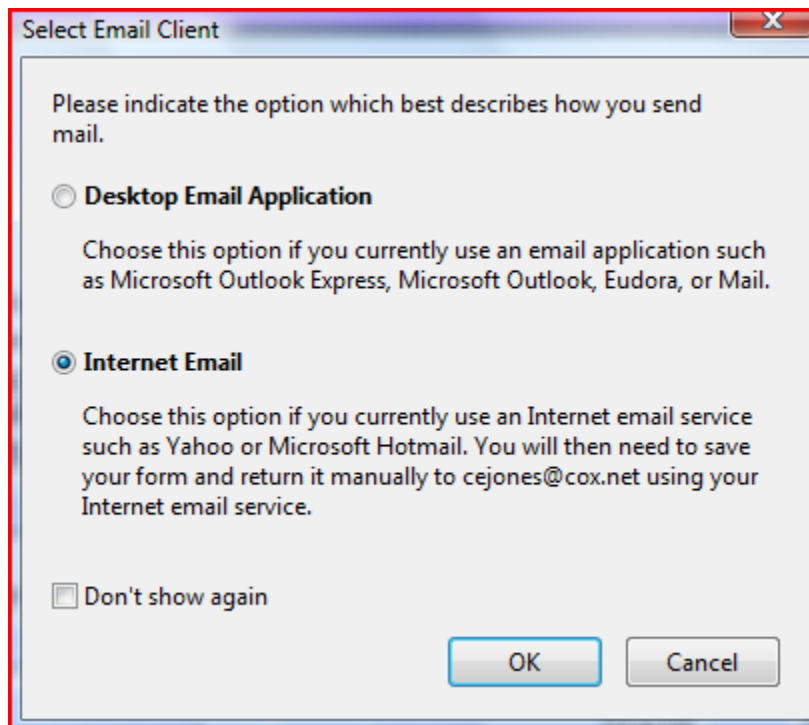 Select Email Client
Please indicate the option which best describes how you send
mail.
Desktop Email Application
Choose this option if you currently use an email application such
as Microsoft Outlook Express, Microsoft Outlook, Eudora, or Mail.
Internet Email
Choose this option if you currently use an Internet email service
such as Yahoo or Microsoft Hotmail. You will then need to save
your form and return it manually to cejones@cox.net using your
Internet email service.
Don't show again
OK
Cancel